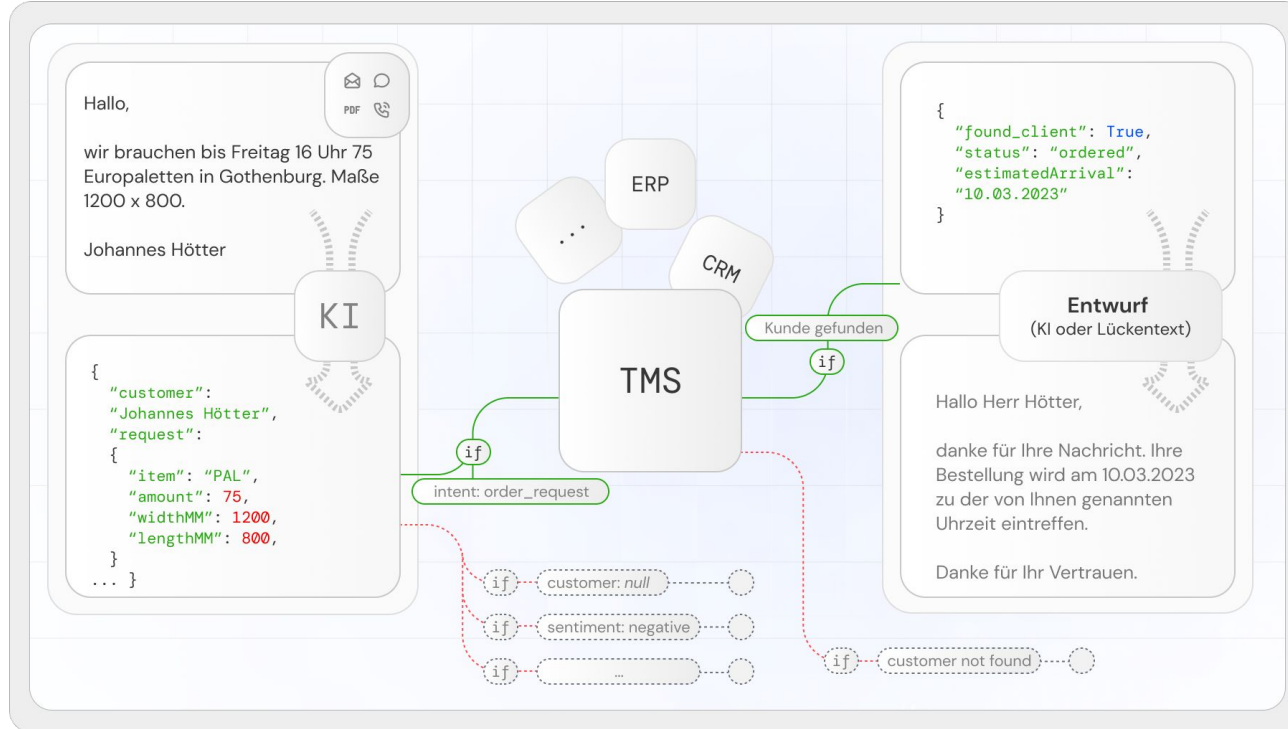 Hallo,
wir brauchen bis Freitag 16 Uhr 75
Europaletten in Gothenburg. Maße
1200 x 800.
Johannes Hötter
PDF
KI
{
“customer”:
“Johannes Hötter”,
“request”:
{
“item”: “PAL”,
“amount”: 75,
“widthMM”: 1200,
“lengthMM”: 800,
}
... }
...
ERP
CRM
TMS
if
intent: order_request
Kunde gefunden
if
if
customer: null
if
sentiment: negative
if
...
if
customer not found
{
“found_client”: True,
“status”: “ordered”,
“estimatedArrival”:
“10.03.2023”
}
Entwurf
(KI oder Lückentext)
Hallo Herr Hötter,
danke für Ihre Nachricht. Ihre
Bestellung wird am 10.03.2023
zu der von Ihnen genannten
Uhrzeit eintreffen.
Danke für Ihr Vertrauen.